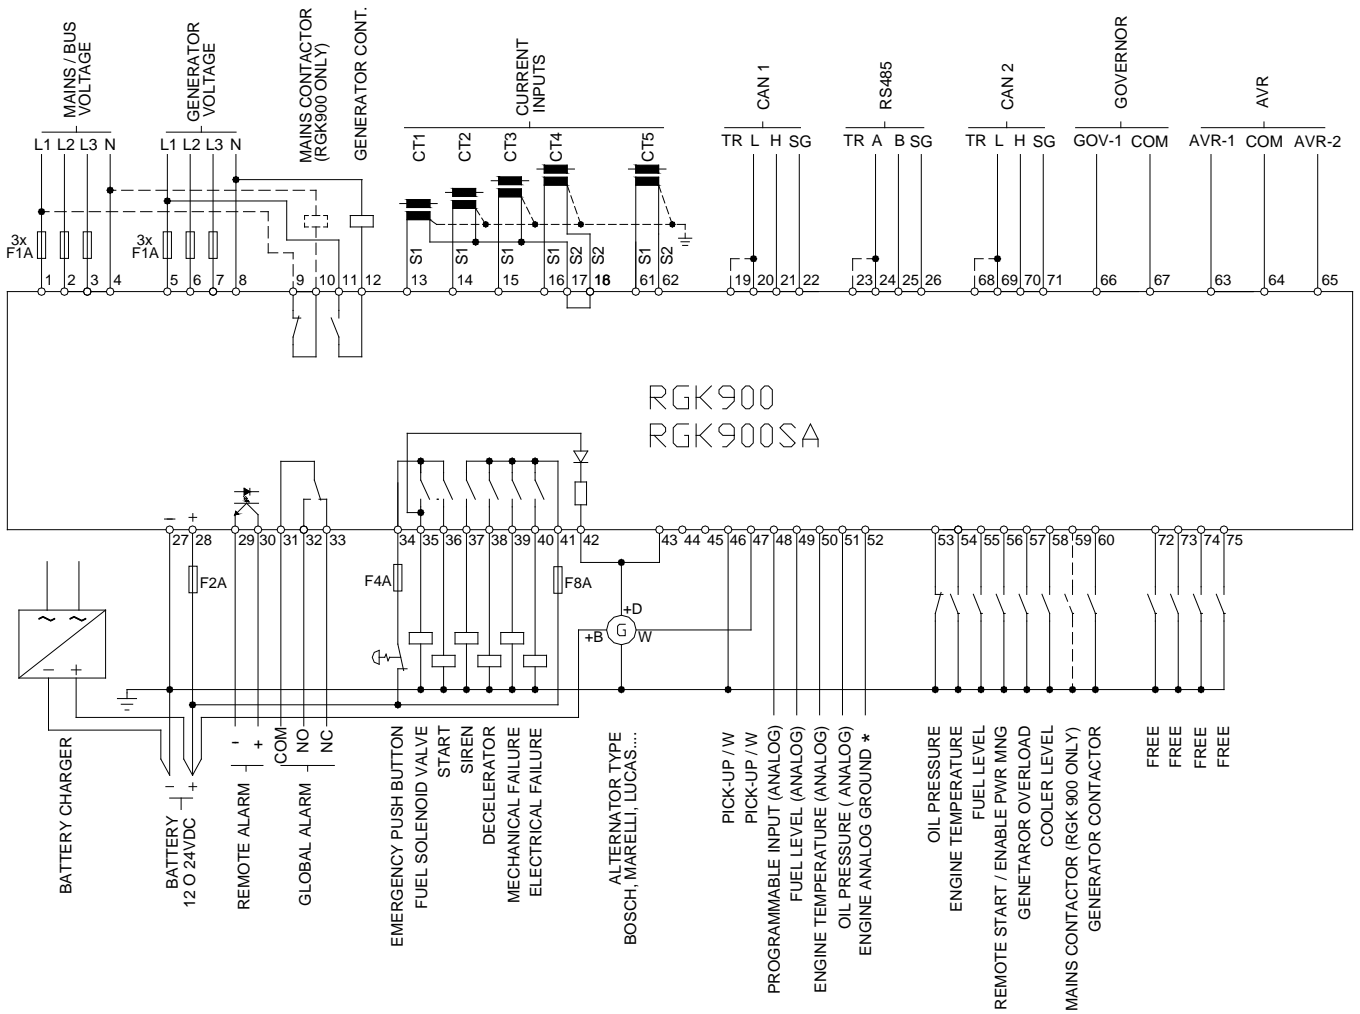 MAINS / BUS
VOLTAGE
GENERATOR
VOLTAGE
MAINS CONTACTOR
(RGK900 ONLY)
GENERATOR CONT.
CURRENT
INPUTS
CAN 1
RS485
CAN 2
GOVERNOR
AVR
L1 L2 L3 N
L1 L2 L3 N
CT1 CT2 CT3 CT4 CT5
TR L H SG
TR A B SG
TR L H SG
GOV-1 COM
AVR-1 COM AVR-2
3x
F1A
3x
F1A
S1 S1 S1 S1 S2 S2 S1 S2
1 2 3 4 5 6 7 8 9 10 11 12 13 14 15 16 17 16 61 62 19 20 21 22 23 24 25 26 68 69 70 71 66 67 63 64 65
RGK900
RGK900SA
- +
27 28 29 30 31 32 33 34 35 36 37 38 39 40 41 42 43 44 45 46 47 48 49 50 51 52 53 54 55 56 57 58 59 60 72 73 74 75
F2A
F4A
F8A
~ ~
- +
+D
+B G W
BATTERY CHARGER
- +
BATTERY
12 O 24VDC
- +
REMOTE ALARM
COM NO NC
GLOBAL ALARM
EMERGENCY PUSH BUTTON
FUEL SOLENOID VALVE
START
SIREN
DECELERATOR
MECHANICAL FAILURE
ELECTRICAL FAILURE
ALTERNATOR TYPE
BOSCH, MARELLI, LUCAS....
PICK-UP / W
PICK-UP / W
PROGRAMMABLE INPUT (ANALOG)
FUEL LEVEL (ANALOG)
ENGINE TEMPERATURE (ANALOG)
OIL PRESSURE ( ANALOG)
ENGINE ANALOG GROUND *
OIL PRESSURE
ENGINE TEMPERATURE
FUEL LEVEL
REMOTE START / ENABLE PWR MNG
GENETAROR OVERLOAD
COOLER LEVEL
MAINS CONTACTOR (RGK 900 ONLY)
GENERATOR CONTACTOR
FREE
FREE
FREE
FREE